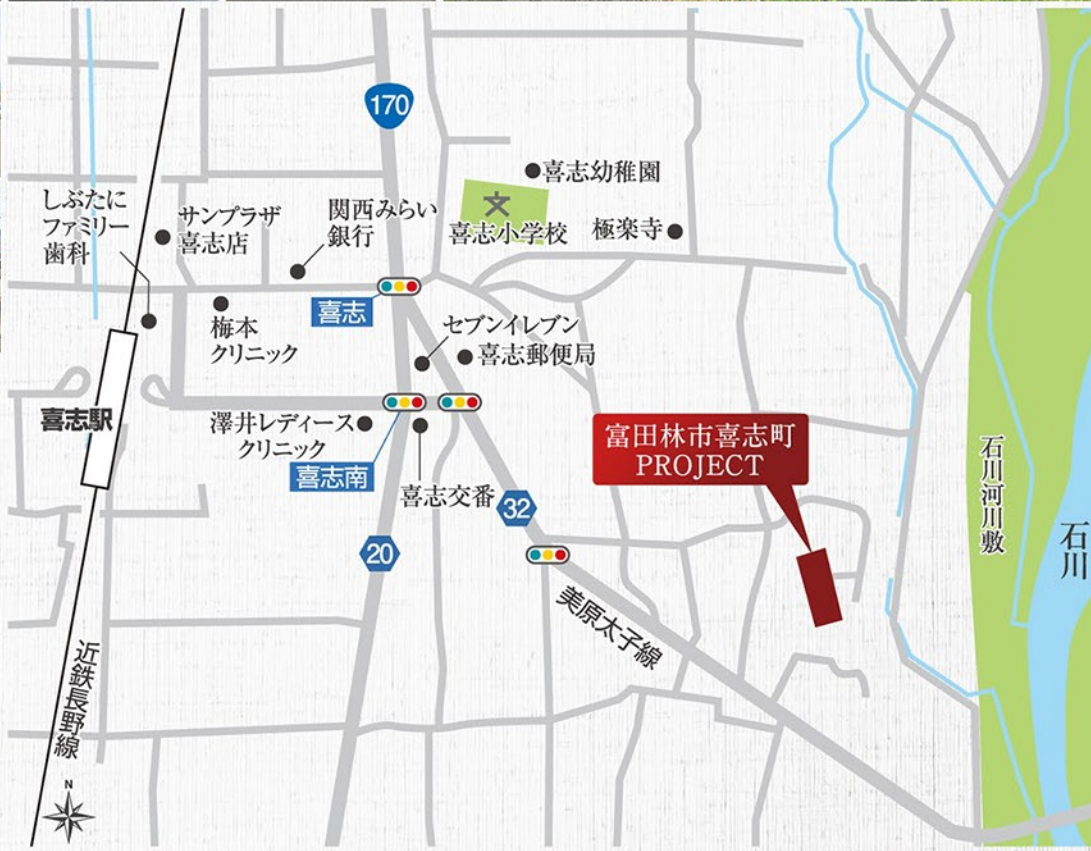 170
喜志幼稚園
しぶたに
ファミリー
歯科
サンプラザ
喜志店
関西みらい
銀行
文
喜志小学校
極楽寺
喜志
梅本
クリニック
セブンイレブン
喜志郵便局
喜志駅
澤井レディース
クリニック
喜志南
喜志交番
富田林市喜志町
PROJECT
石川河川敷
石川
32
20
美原太子線
近鉄長野線
N